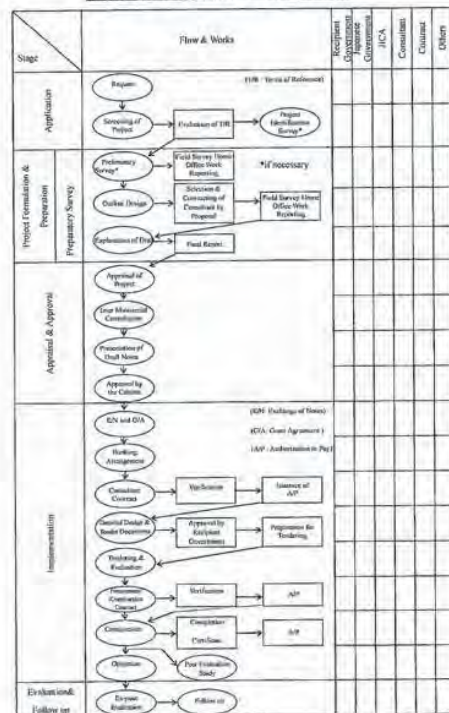 Stage
Flow & Works
Recipient Government
Japanese Government
JICA
Consultant
Contract
Others
Application
Request
(T/R : Terms of Reference)
Screening of Project
Evaluation of T/R
Project Identification Survey*
Project Formulation & Preparation
Preparatory Survey
Preliminary Survey*
Field Survey Home Office Work Reporting
*if necessary
Outline Design
Selection & Contracting of Consultant by Proposal
Field Survey Home Office Work Reporting
Explanation of Draft
Final Report
Appraisal & Approval
Appraisal of Project
Inter Ministerial Consultation
Presentation of Draft Notes
Approval by the Cabinet
Implementation
E/N and G/A
(E/N: Exchange of Notes)
(G/A: Grant Agreement )
(A/P : Authorization to Pay)
Banking Arrangement
Consultant Contract
Verification
Issuance of A/P
Detailed Design & Tender Documents
Approval by Recipient Government
Preparation for Tendering
Tendering & Evaluation
Procurement /Construction Contract
Verification
A/P
Construction
Completion Certificate
A/P
Operation
Post Evaluation Study
Evaluation& Follow up
Ex-post Evaluation
Follow up